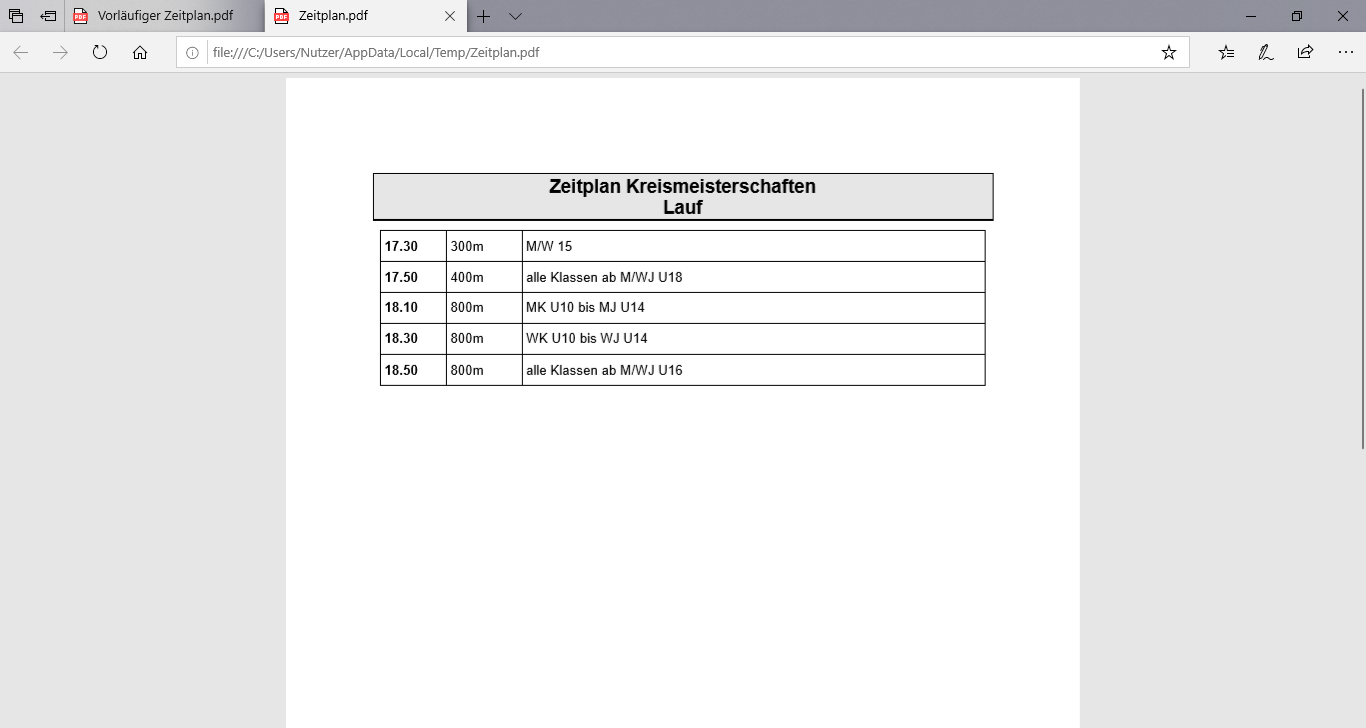 Vorläufiger Zeitplan.pdf
Zeitplan.pdf
file:///C:/Users/Nutzer/AppData/Local/Temp/Zeitplan.pdf
Zeitplan Kreismeisterschaften
Lauf
17.30 300m M/W 15
17.50 400m alle Klassen ab M/WJ U18
18.10 800m MK U10 bis MJ U14
18.30 800m WK U10 bis WJ U14
18.50 800m alle Klassen ab M/WJ U16